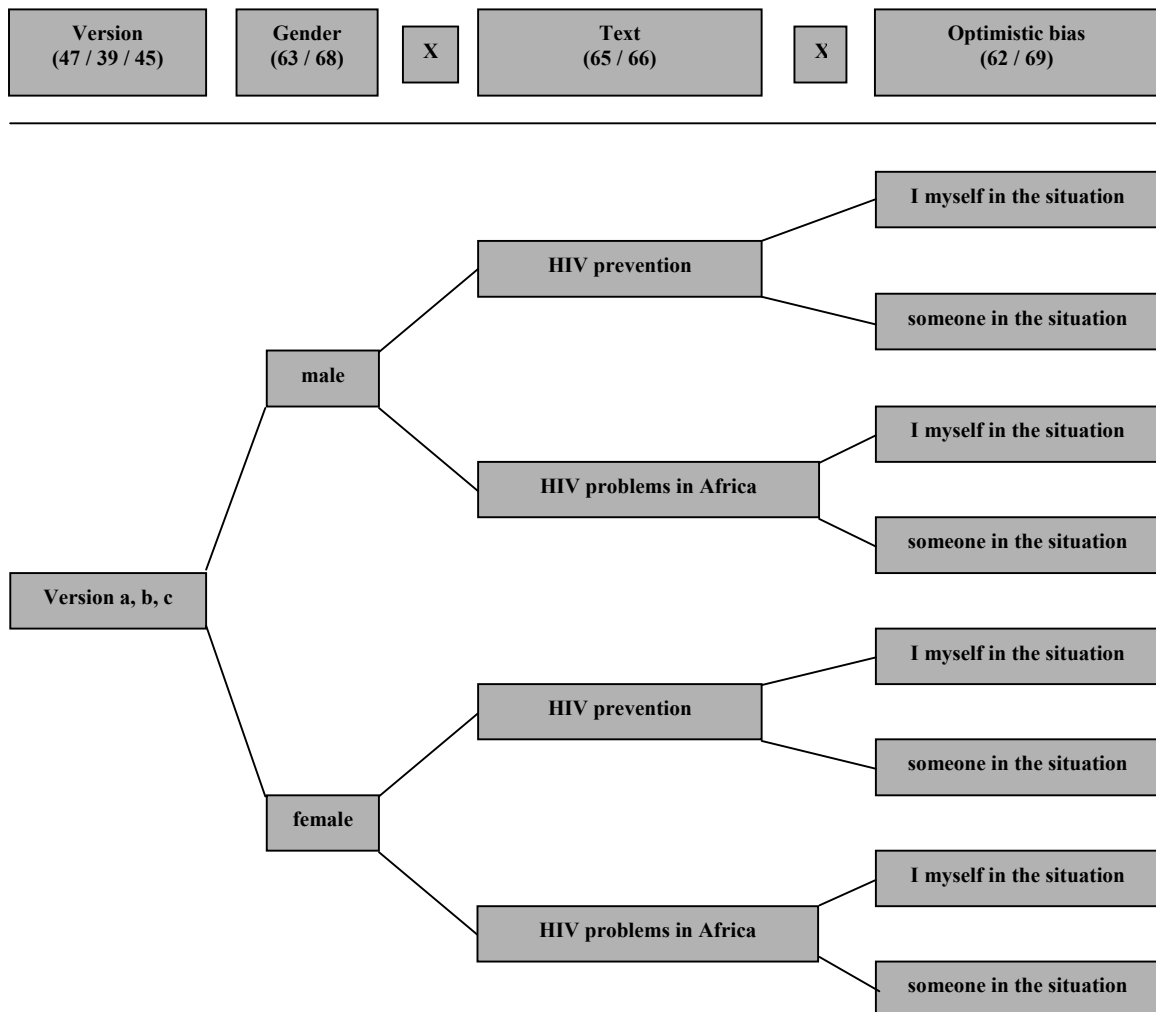 Version
(47 / 39 / 45)
Gender
(63 / 68)
X
Text
(65 / 66)
X
Optimistic bias
(62 / 69)
I myself in the situation
HIV prevention
someone in the situation
male
I myself in the situation
HIV problems in Africa
someone in the situation
Version a, b, c
I myself in the situation
HIV prevention
someone in the situation
female
I myself in the situation
HIV problems in Africa
someone in the situation